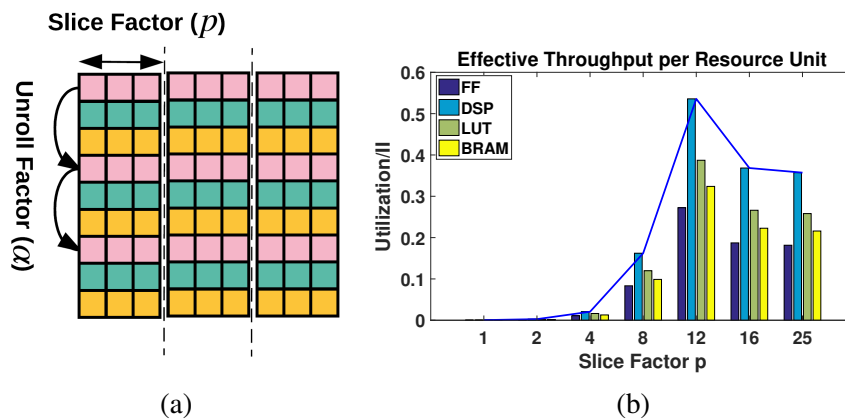 Slice Factor (p)
Unroll Factor (α)
(a)
Effective Throughput per Resource Unit
FF
DSP
LUT
BRAM
Utilization/II
0.6
0.5
0.4
0.3
0.2
0.1
0
1 2 4 8 12 16 25
Slice Factor p
(b)